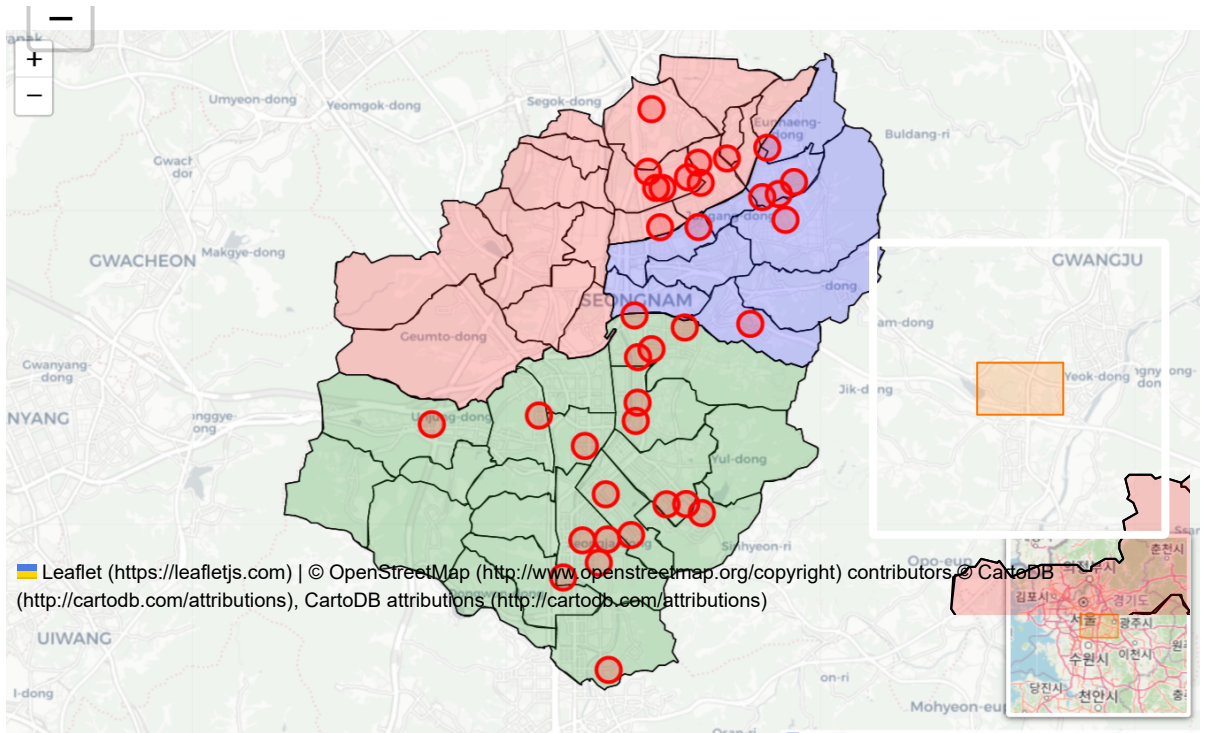 −
+
−
Umyeon-dong
Yeomgok-dong
Segok-dong
Eunhaeng-
dong
Buldang-ri
dong
GWACHEON
Makgye-dong
GWANGJU
SEONGNAM
-dong
am-dong
Geumto-dong
Gwanyang-
dong
Jik-dong
Yeok-dong
NYANG
Unjung-dong
Yul-dong
Sinhyeon-ri
Opo-eup
춘천시
Leaflet (https://leafletjs.com) | © OpenStreetMap (http://www.openstreetmap.org/copyright) contributors © CartoDB
(http://cartodb.com/attributions), CartoDB attributions (http://cartodb.com/attributions)
김포시
경기도
서울
광주시
UIWANG
수원시
이천시
I-dong
on-ri
당진시
천안시
Mohyeon-eup